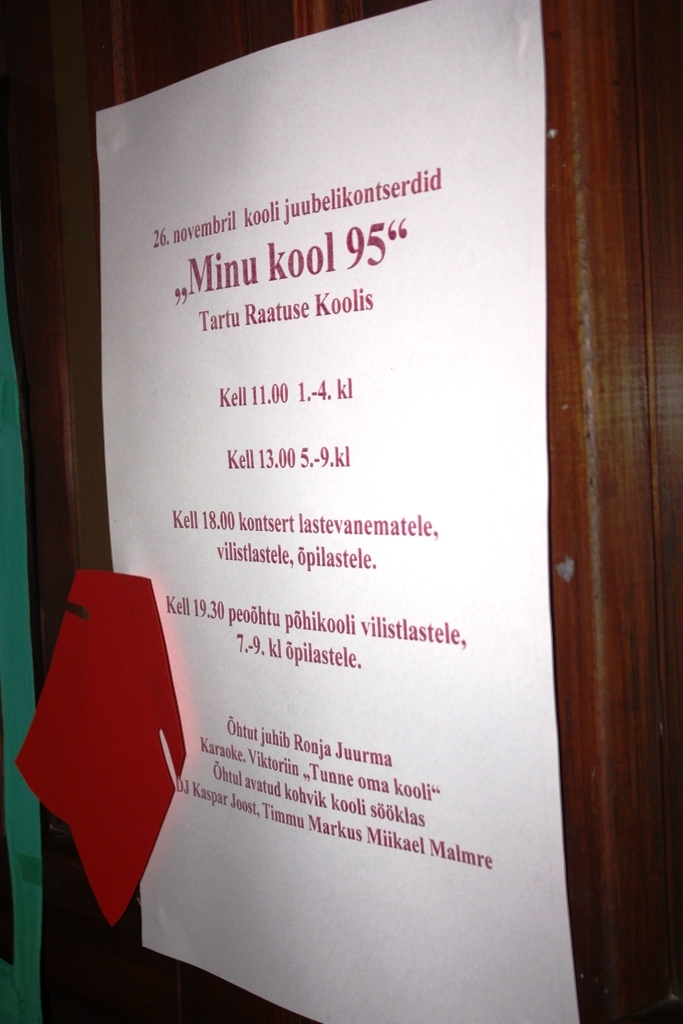 26. novembril kooli juubelikontserdid
„Minu kool 95“
Tartu Raatuse Koolis
Kell 11.00 1.-4. kl
Kell 13.00 5.-9.kl
Kell 18.00 kontsert lastevanematele,
vilistlastele, õpilastele.
Kell 19.30 peoõhtu põhikooli vilistlastele,
7.-9. kl õpilastele.
Õhtut juhib Ronja Juurma
Karaoke. Viktoriin „Tunne oma kooli“
Õhtul avatud kohvik kooli sööklas
DJ Kaspar Joost, Timmu Markus Miikael Malmre